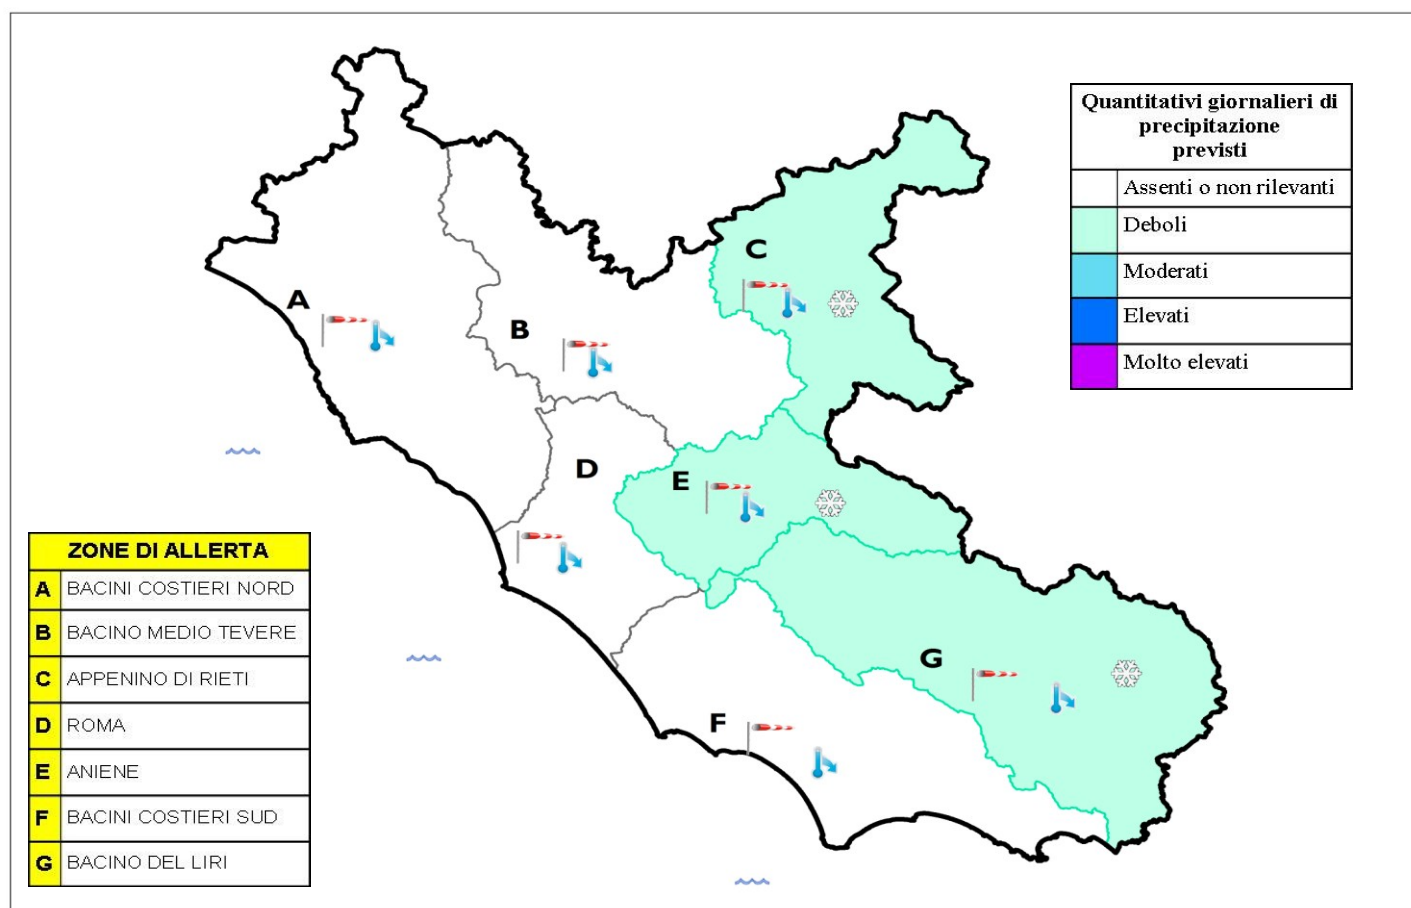 Quantitativi giornalieri di
precipitazione
previsti
Assenti o non rilevanti
Deboli
Moderati
Elevati
Molto elevati
C
A
B
D
E
G
F
ZONE DI ALLERTA
A BACINI COSTIERI NORD
B BACINO MEDIO TEVERE
C APPENINO DI RIETI
D ROMA
E ANIENE
F BACINI COSTIERI SUD
G BACINO DEL LIRI